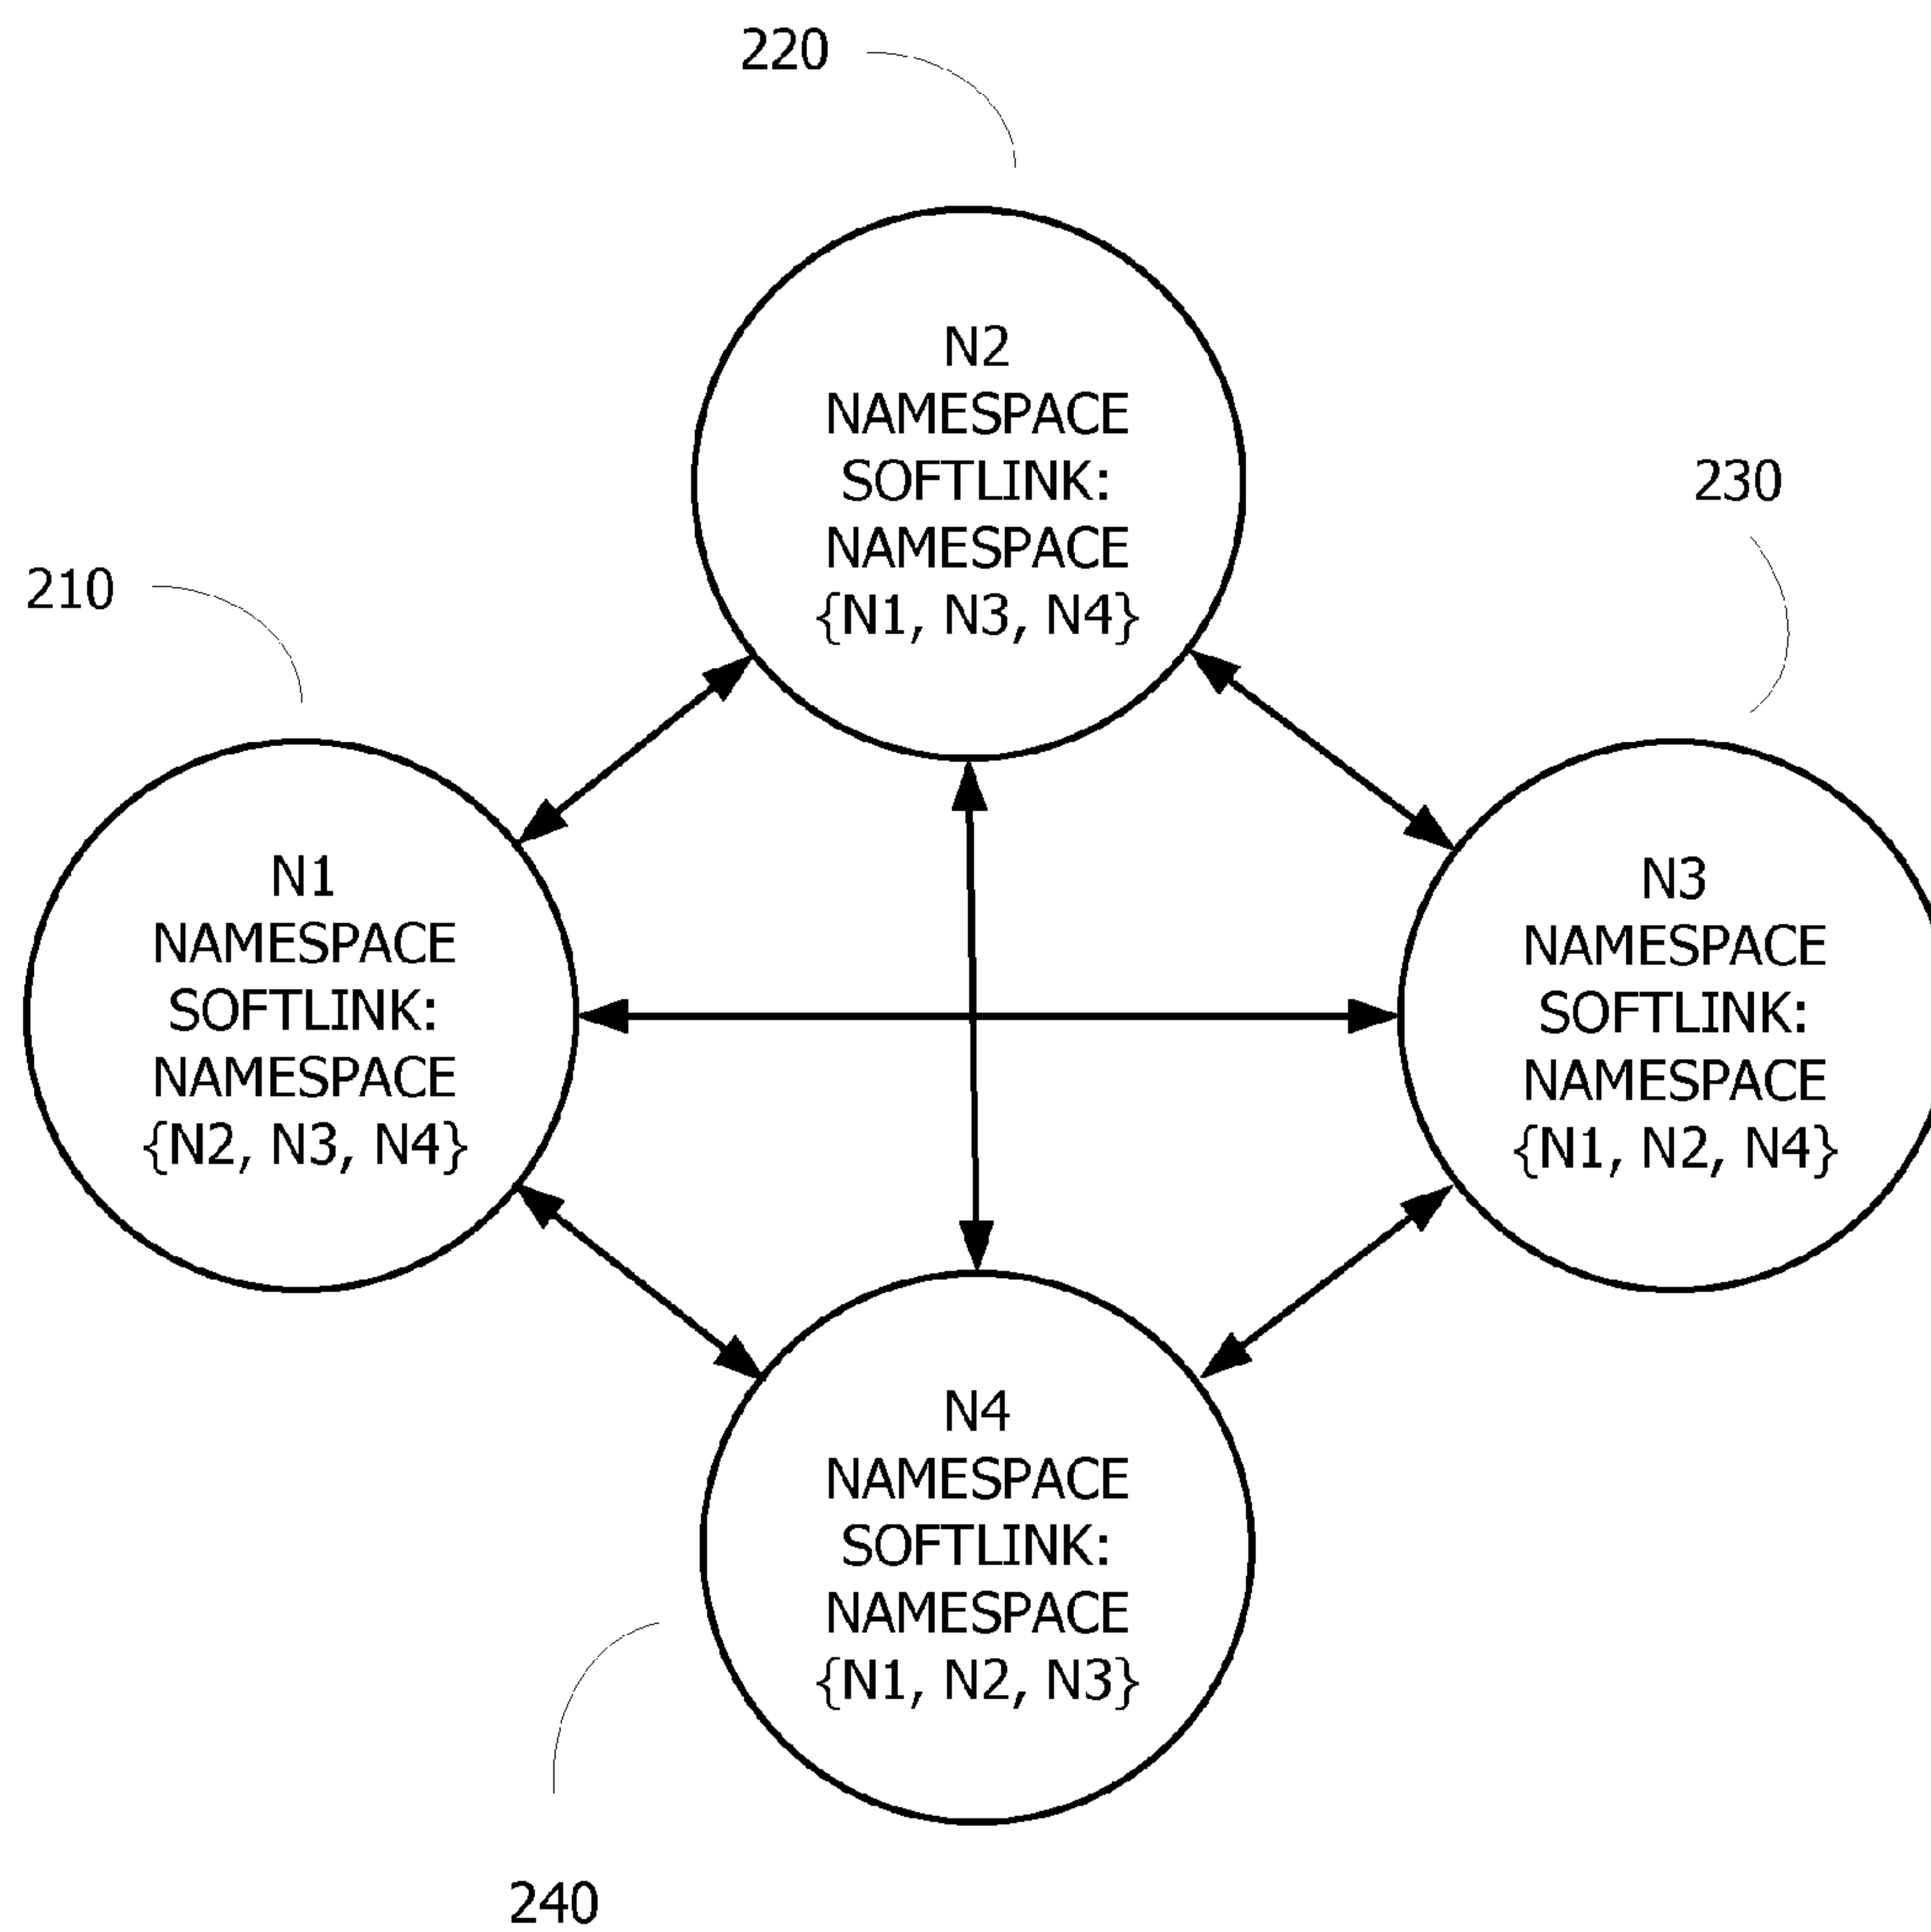 220
N2
NAMESPACE
SOFTLINK:
NAMESPACE
{N1, N3, N4}
230
210
N1
NAMESPACE
SOFTLINK:
NAMESPACE
{N2, N3, N4}
N3
NAMESPACE
SOFTLINK:
NAMESPACE
{N1, N2, N4}
N4
NAMESPACE
SOFTLINK:
NAMESPACE
{N1, N2, N3}
240